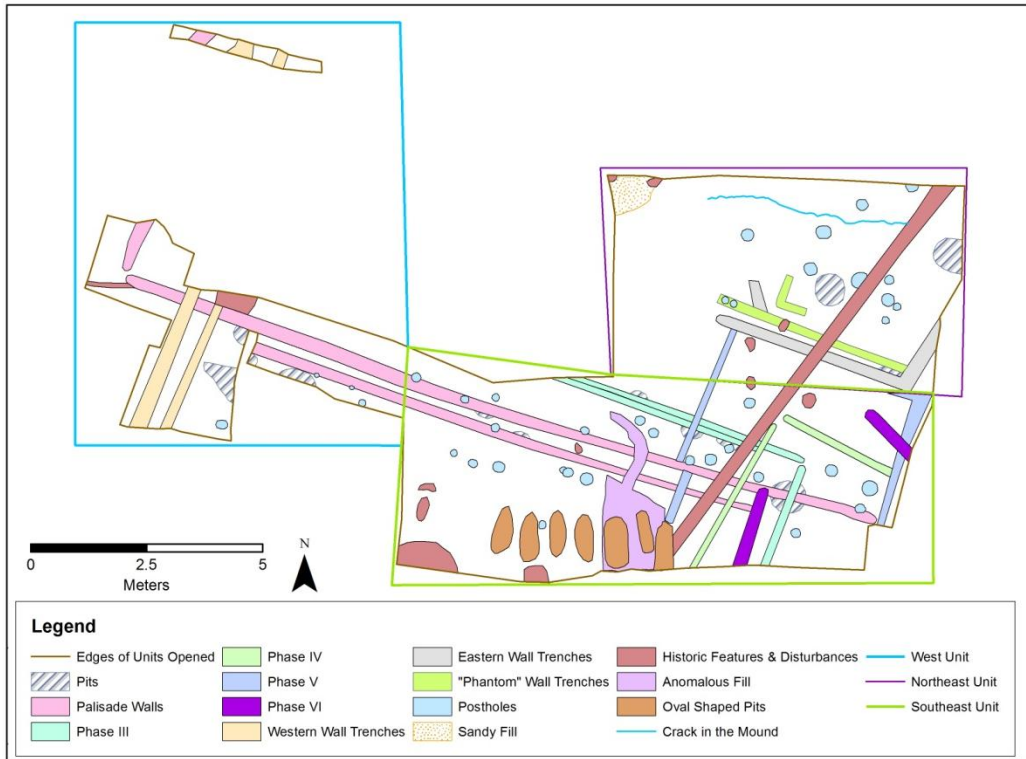 N
0 2.5 5
Meters
Legend
Edges of Units Opened
Pits
Palisade Walls
Phase III
Phase IV
Phase V
Phase VI
Western Wall Trenches
Eastern Wall Trenches
"Phantom" Wall Trenches
Postholes
Sandy Fill
Historic Features & Disturbances
Anomalous Fill
Oval Shaped Pits
Crack in the Mound
West Unit
Northeast Unit
Southeast Unit